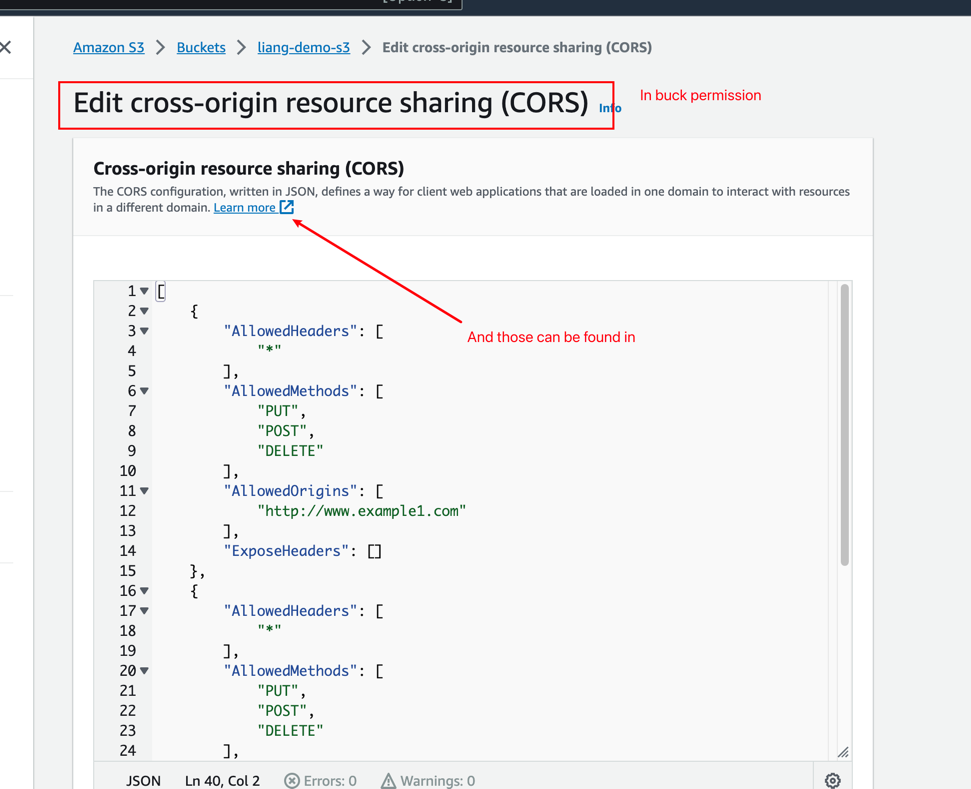 Amazon S3 > Buckets > liang-demo-s3 > Edit cross-origin resource sharing (CORS)
Edit cross-origin resource sharing (CORS) Info
In buck permission
Cross-origin resource sharing (CORS)
The CORS configuration, written in JSON, defines a way for client web applications that are loaded in one domain to interact with resources
in a different domain. Learn more
And those can be found in
1 [
2 {
3 "AllowedHeaders": [
4 "*"
5 ],
6 "AllowedMethods": [
7 "PUT",
8 "POST",
9 "DELETE"
10 ],
11 "AllowedOrigins": [
12 "http://www.example1.com"
13 ],
14 "ExposeHeaders": []
15 },
16 {
17 "AllowedHeaders": [
18 "*"
19 ],
20 "AllowedMethods": [
21 "PUT",
22 "POST",
23 "DELETE"
24 ],
JSON Ln 40, Col 2 Errors: 0 Warnings: 0